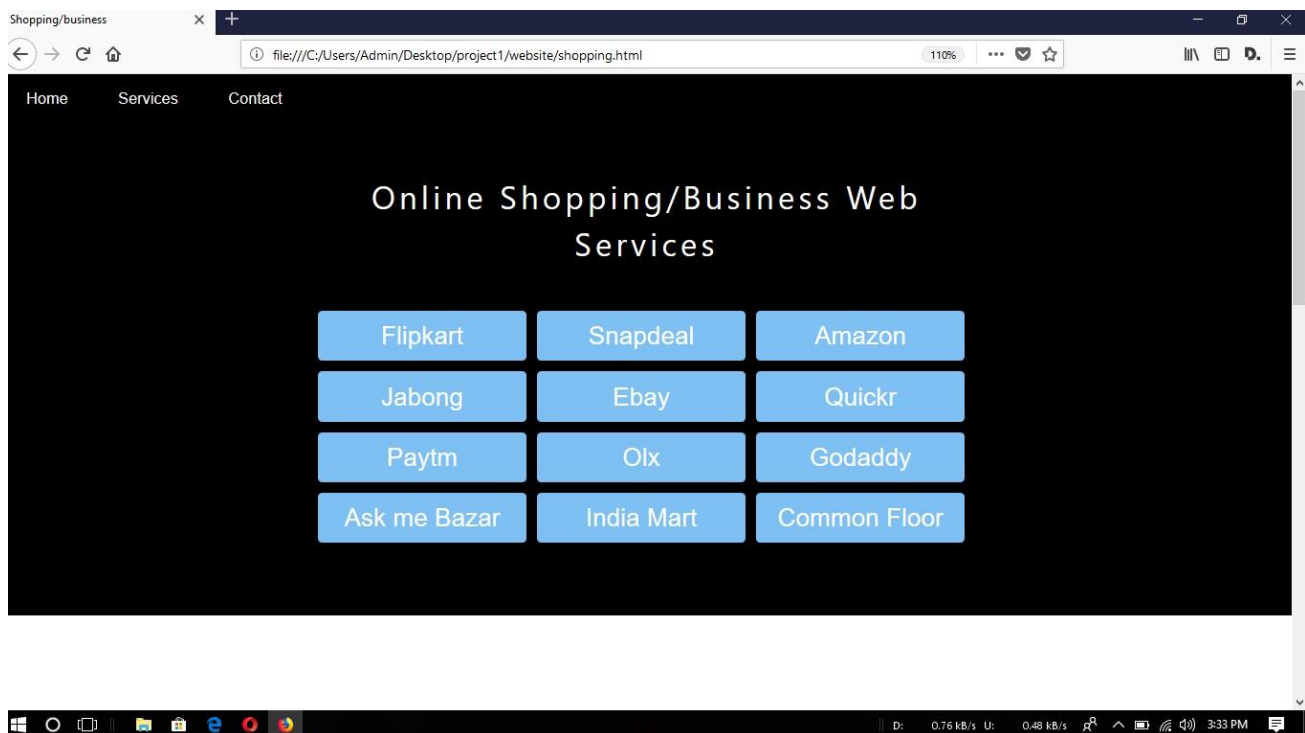 Shopping/business
file:///C:/Users/Admin/Desktop/project1/website/shopping.html 110%
D.
Home Services Contact
Online Shopping/Business Web
Services
Flipkart Snapdeal Amazon
Jabong Ebay Quickr
Paytm Olx Godaddy
Ask me Bazar India Mart Common Floor
D: 0.76 kB/s U: 0.48 kB/s 3:33 PM